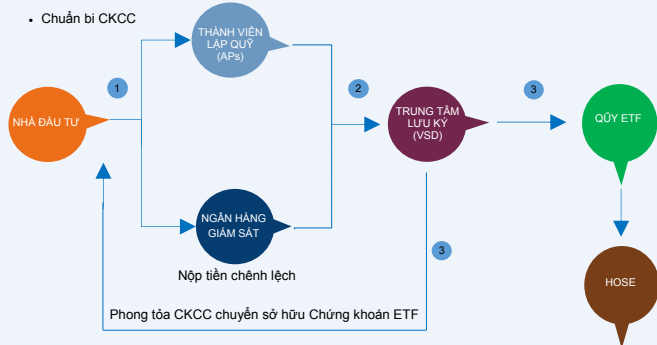 • Chuẩn bi CKCC
THÀNH VIÊN
LẬP QUỸ
(APs)
1
2
3
NHÀ ĐẦU TƯ
TRUNG TÂM
LƯU KÝ
(VSD)
QŨY ETF
NGÂN HÀNG
GIÁM SÁT
3
Nộp tiền chênh lệch
HOSE
Phong tỏa CKCC chuyển sở hữu Chứng khoán ETF